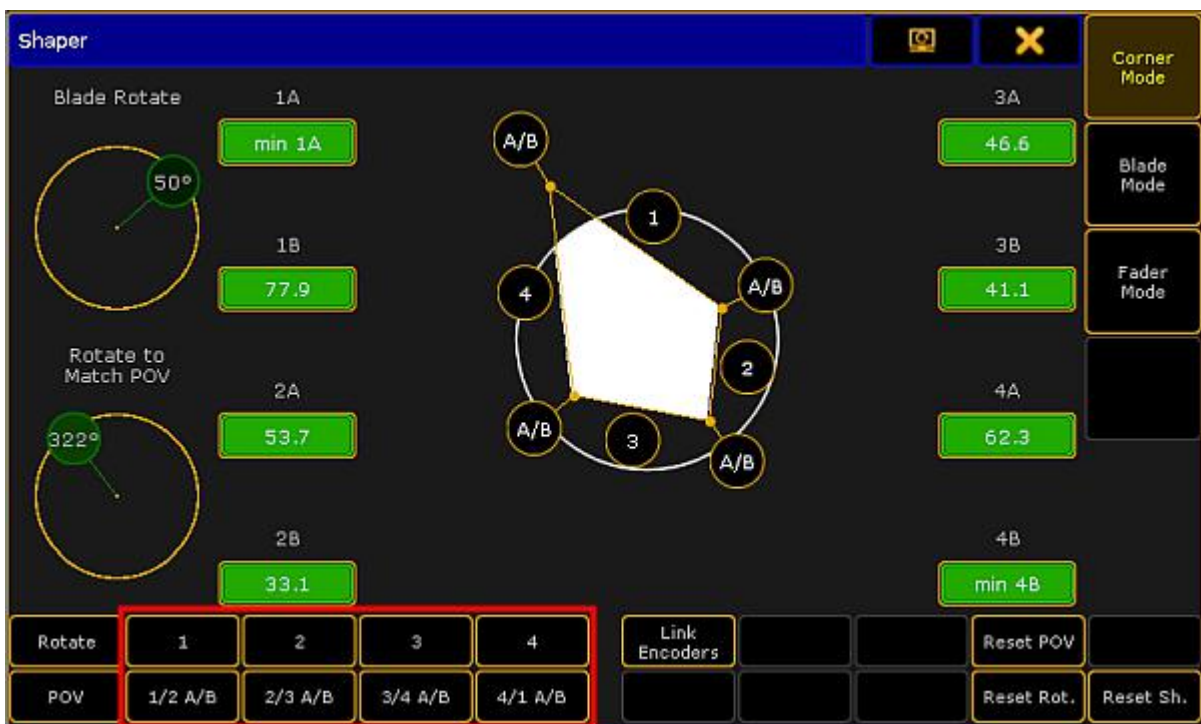 Shaper
Corner
Mode
Blade Rotate
1A
3A
min 1A
A/B
46.6
50°
Blade
Mode
1
1B
3B
77.9
4
A/B
41.1
Fader
Mode
Rotate to
Match POV
2
2A
4A
322°
53.7
A/B
3
A/B
62.3
2B
4B
33.1
min 4B
Rotate
1
2
3
4
Link
Encoders
Reset POV
POV
1/2 A/B
2/3 A/B
3/4 A/B
4/1 A/B
Reset Rot.
Reset Sh.